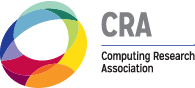 CRA
Computing Research
Association